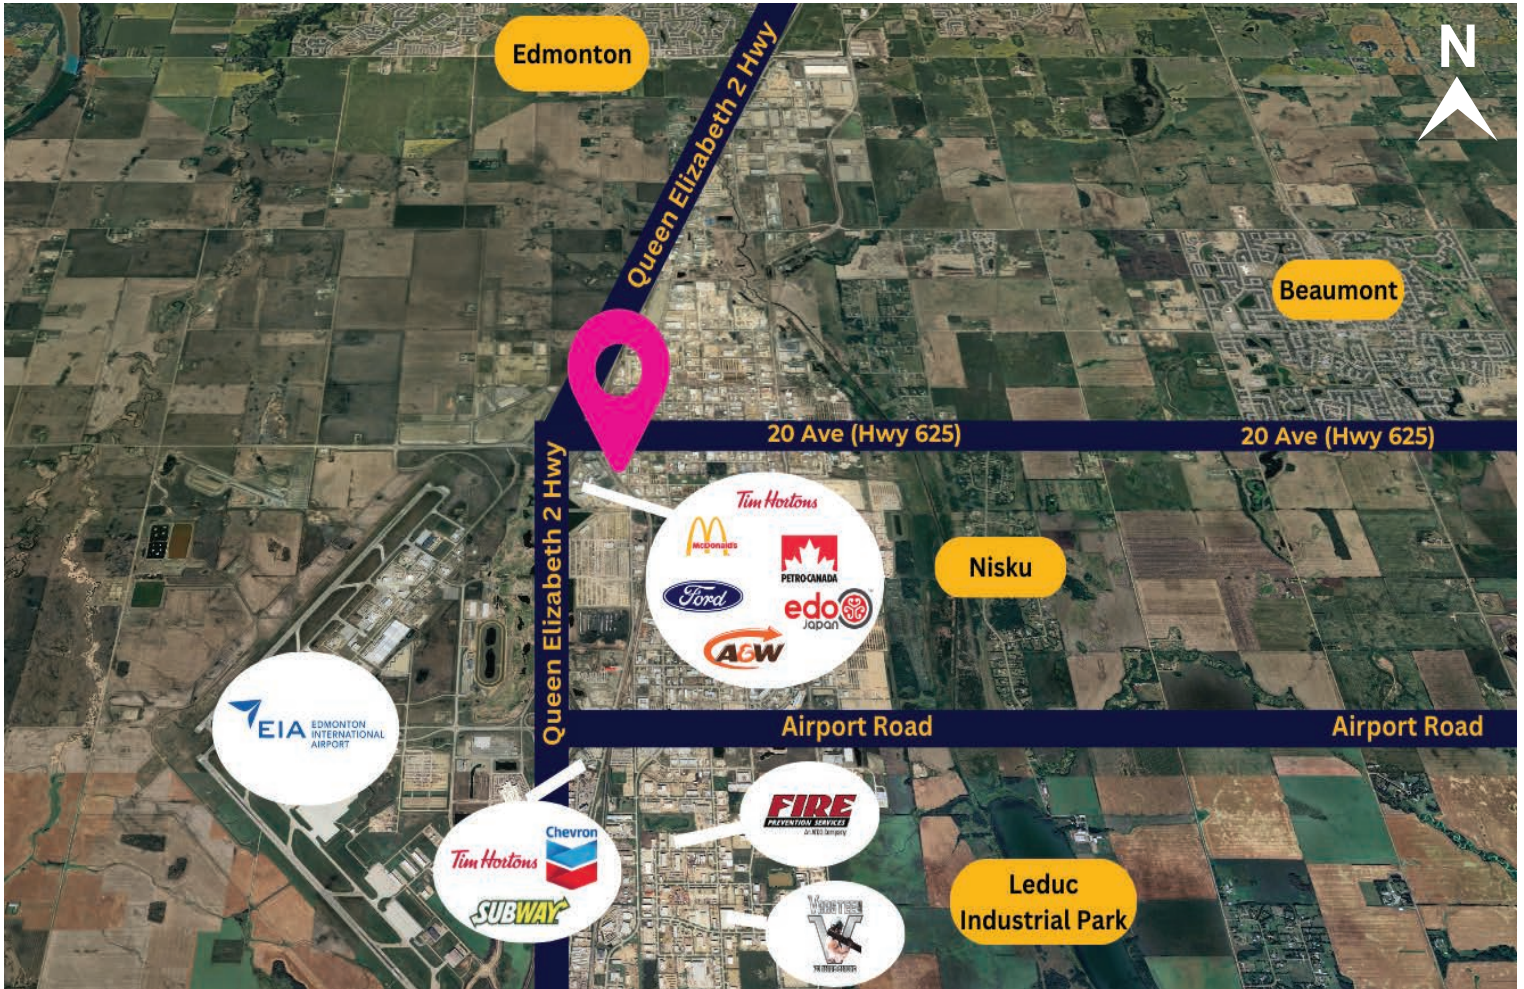 N
Edmonton
Queen Elizabeth 2 Hwy
Beaumont
20 Ave (Hwy 625)
20 Ave (Hwy 625)
Queen Elizabeth 2 Hwy
Tim Hortons
McDonald's
PETRO-CANADA
Ford
edo
Japan
A&W
Nisku
EIA
EDMONTON
INTERNATIONAL
AIRPORT
Airport Road
Airport Road
FIRE
PREVENTION SERVICES
Chevron
Tim Hortons
SUBWAY
Leduc
Industrial Park